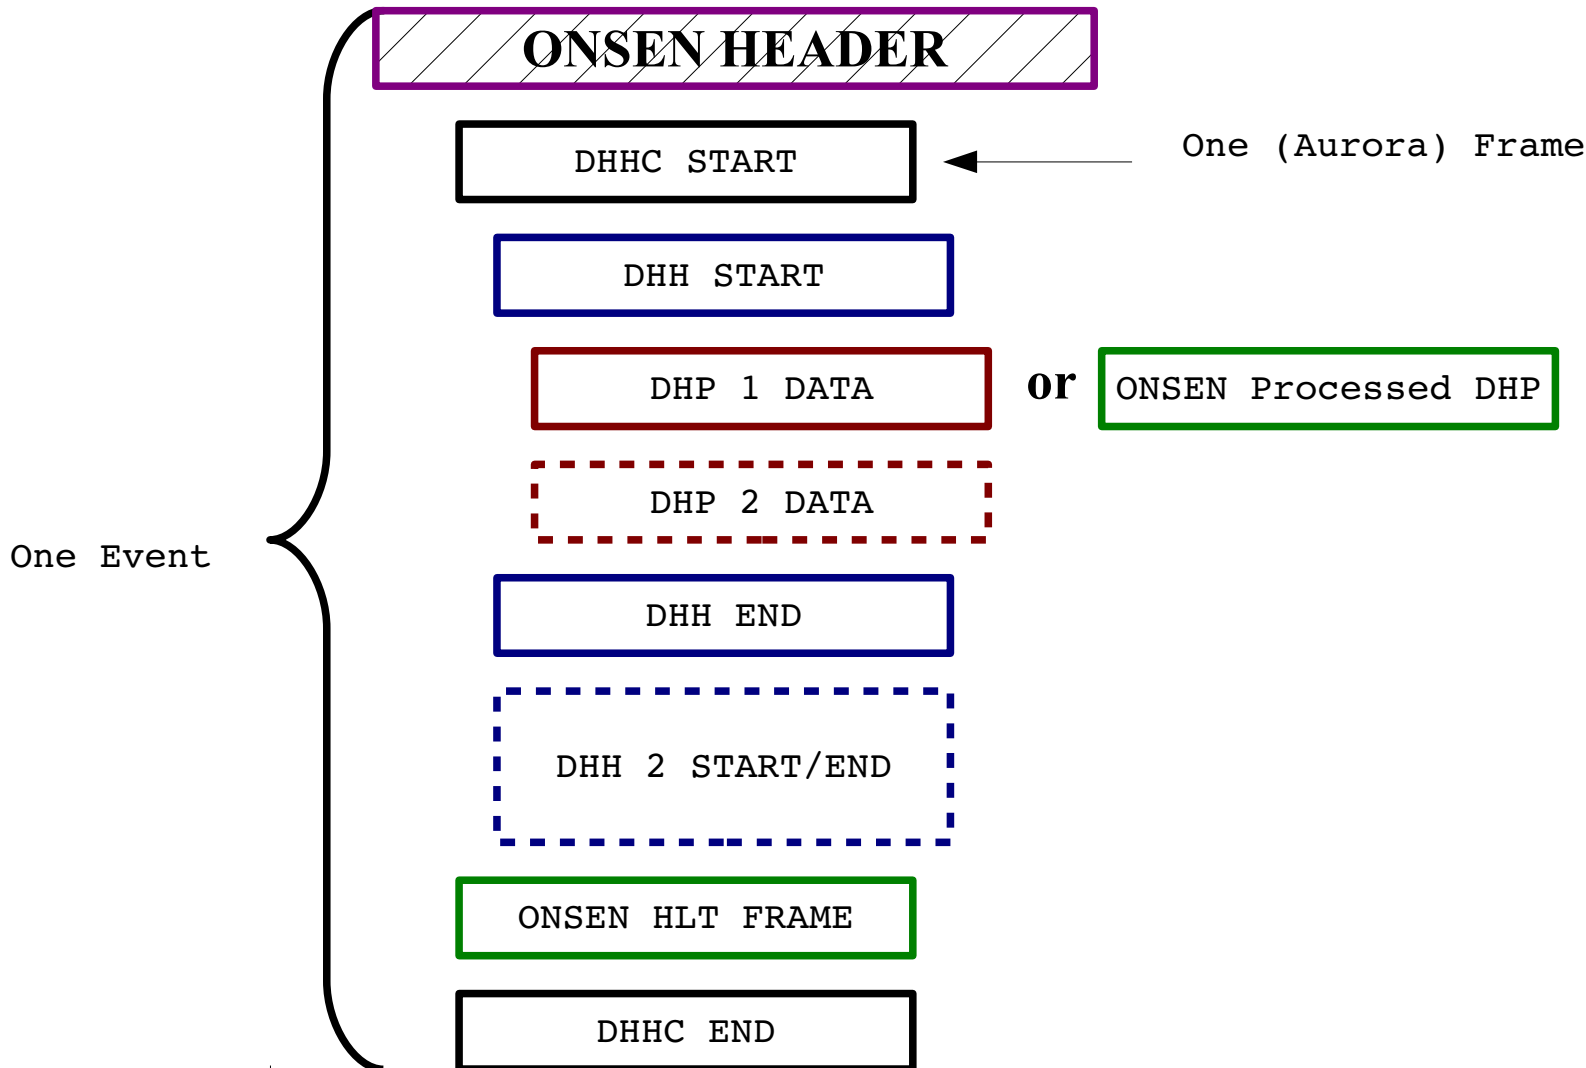 ONSEN HEADER
DHHC START
One (Aurora) Frame
DHH START
DHP 1 DATA
or
ONSEN Processed DHP
DHP 2 DATA
One Event
DHH END
DHH 2 START/END
ONSEN HLT FRAME
DHHC END